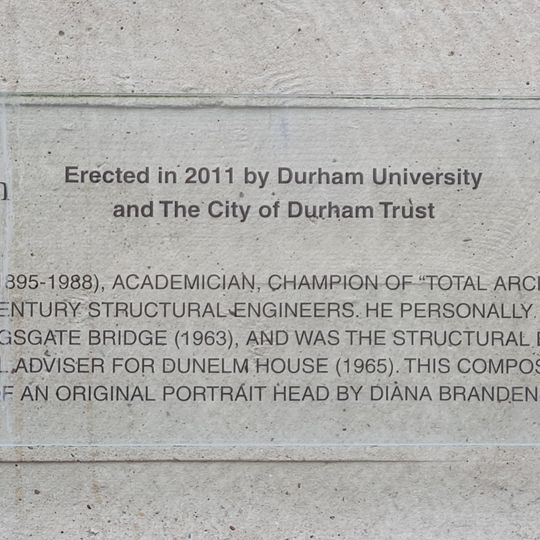 Erected in 2011 by Durham University
and The City of Durham Trust
895-1988), ACADEMICIAN, CHAMPION OF “TOTAL ARC
ENTURY STRUCTURAL ENGINEERS. HE PERSONALLY
GSGATE BRIDGE (1963), AND WAS THE STRUCTURAL
ADVISER FOR DUNELM HOUSE (1965). THIS COMPOS
OF AN ORIGINAL PORTRAIT HEAD BY DIANA BRANDEN